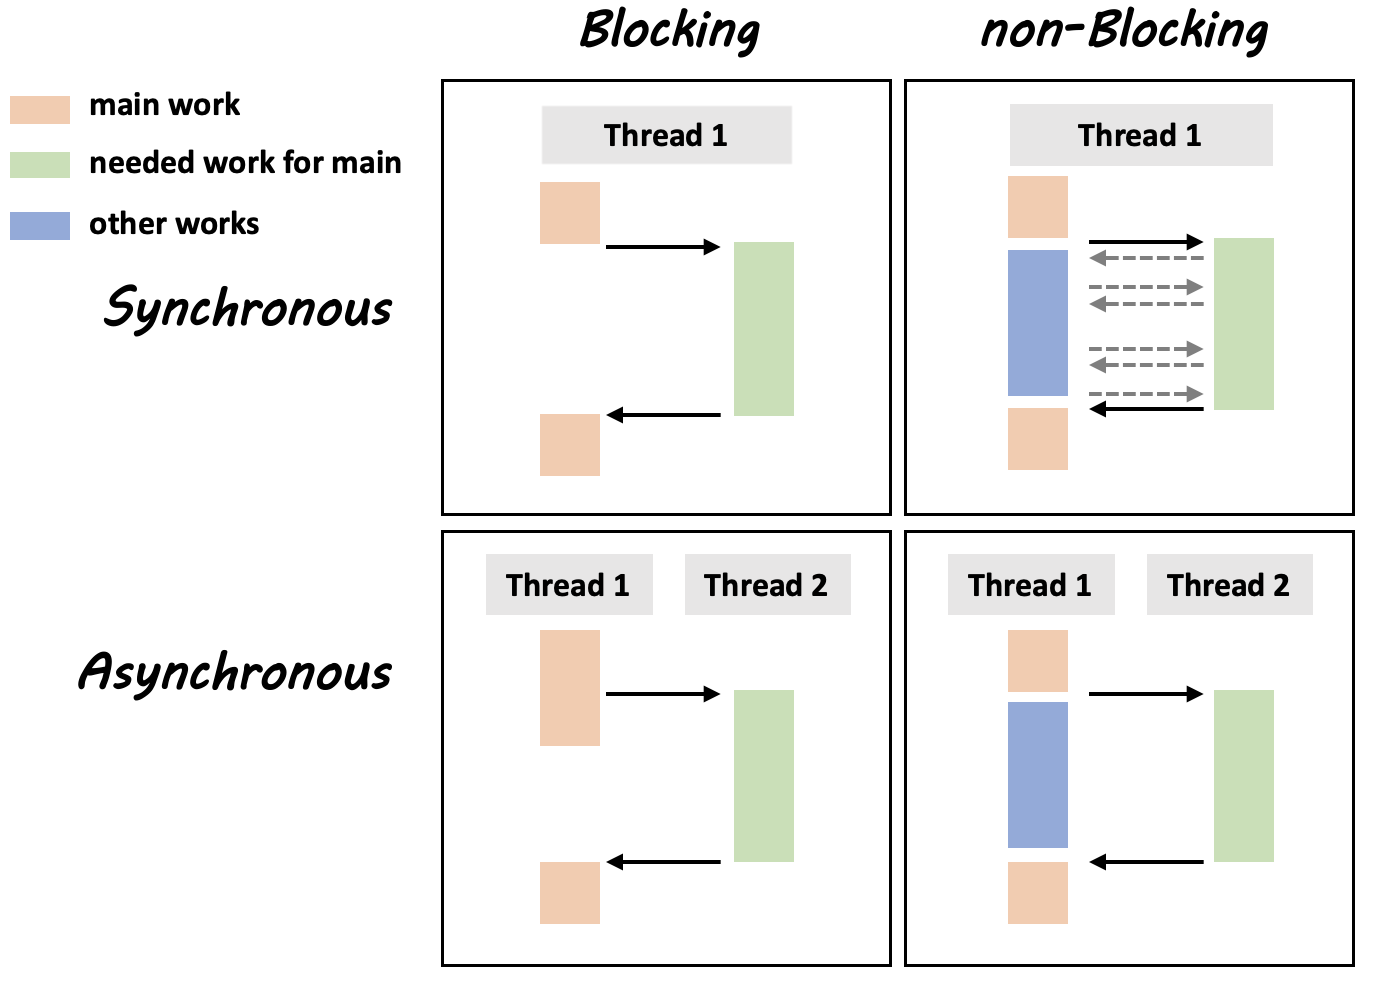 Blocking
non-Blocking
main work
needed work for main
other works
Synchronous
Thread 1
Thread 1
Asynchronous
Thread 1
Thread 2
Thread 1
Thread 2